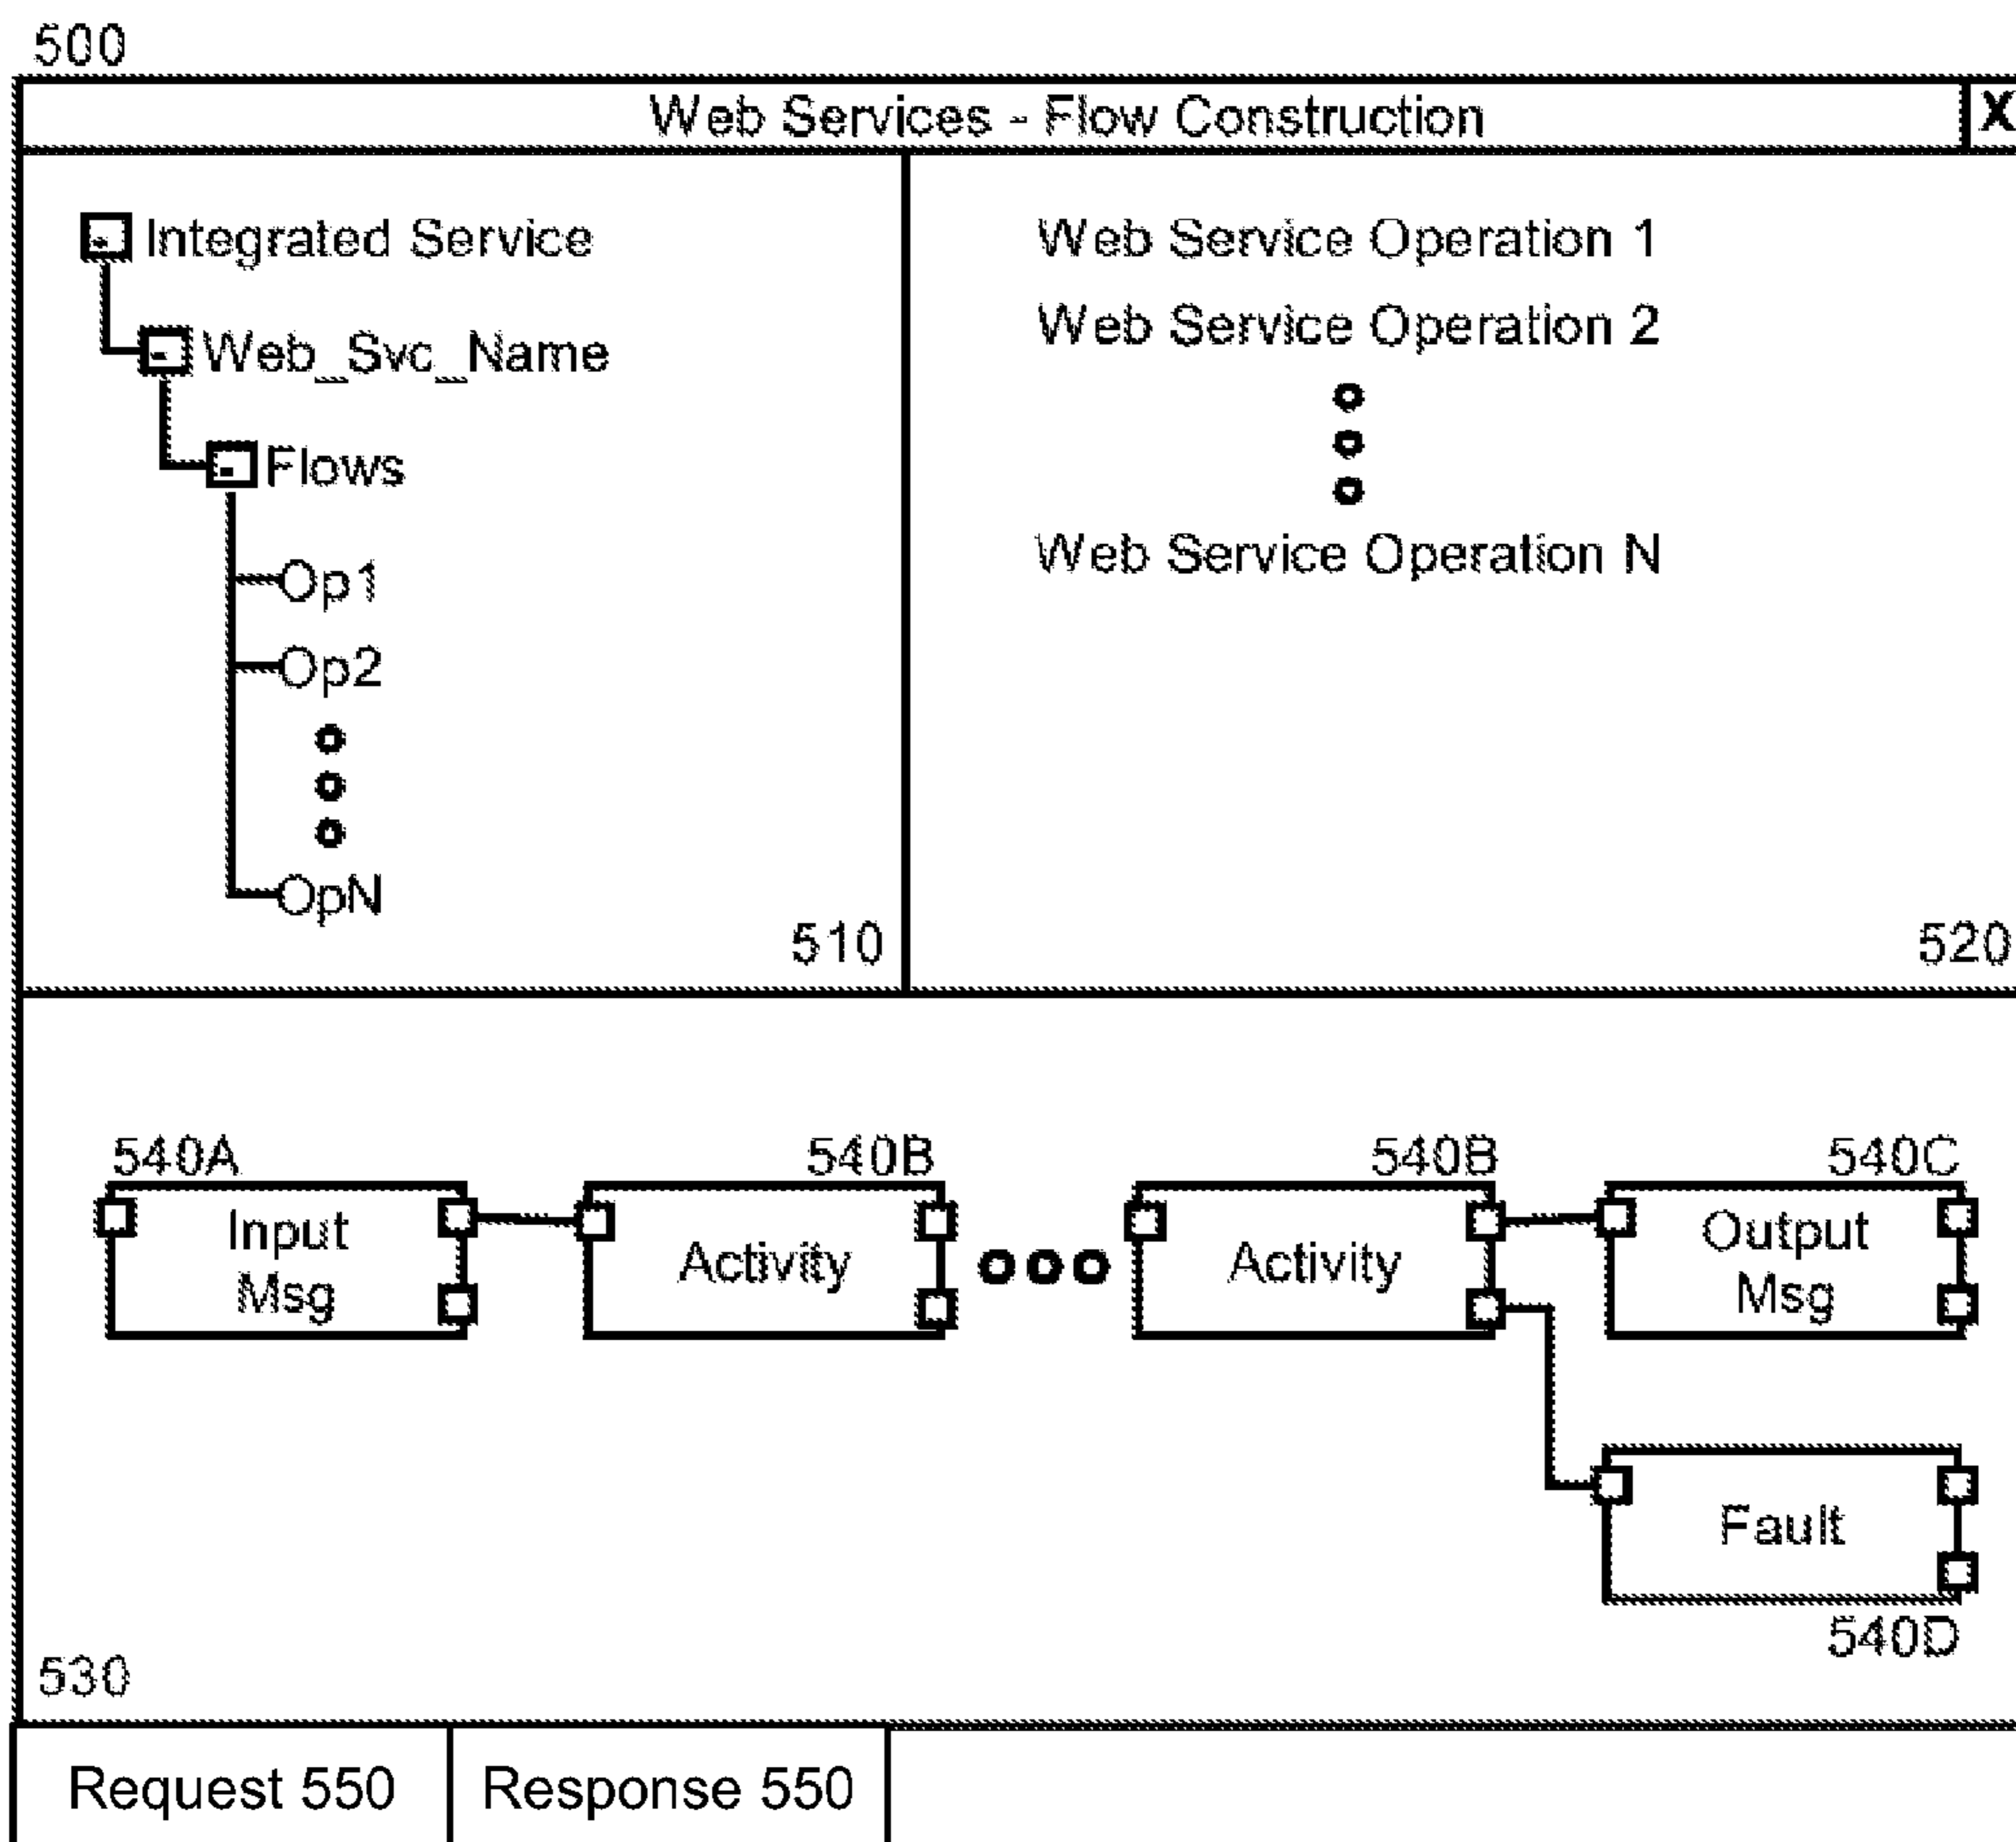 500
Web Services - Flow Construction X
Integrated Service
Web_Svc_Name
Flows
Op1
Op2
OpN
510
Web Service Operation 1
Web Service Operation 2
Web Service Operation N
520
540A
Input
Msg
540B
Activity
540B
Activity
540C
Output
Msg
Fault
540D
530
Request 550
Response 550